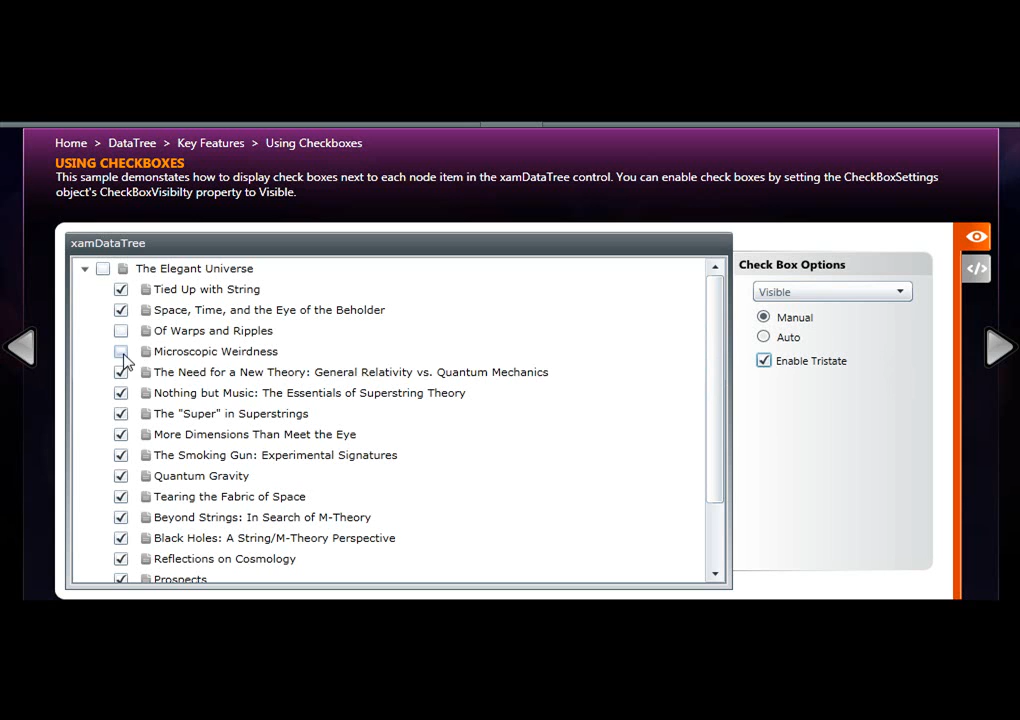 Home > DataTree > Key Features > Using Checkboxes
USING CHECKBOXES
This sample demonstates how to display check boxes next to each node item in the xamDataTree control. You can enable check boxes by setting the CheckBoxSettings
object's CheckBoxVisibilty property to Visible.
xamDataTree
The Elegant Universe
Tied Up with String
Space, Time, and the Eye of the Beholder
Of Warps and Ripples
Microscopic Weirdness
The Need for a New Theory: General Relativity vs. Quantum Mechanics
Nothing but Music: The Essentials of Superstring Theory
The "Super" in Superstrings
More Dimensions Than Meet the Eye
The Smoking Gun: Experimental Signatures
Quantum Gravity
Tearing the Fabric of Space
Beyond Strings: In Search of M-Theory
Black Holes: A String/M-Theory Perspective
Reflections on Cosmology
Prospects
Check Box Options
Visible
Manual
Auto
Enable Tristate
</>